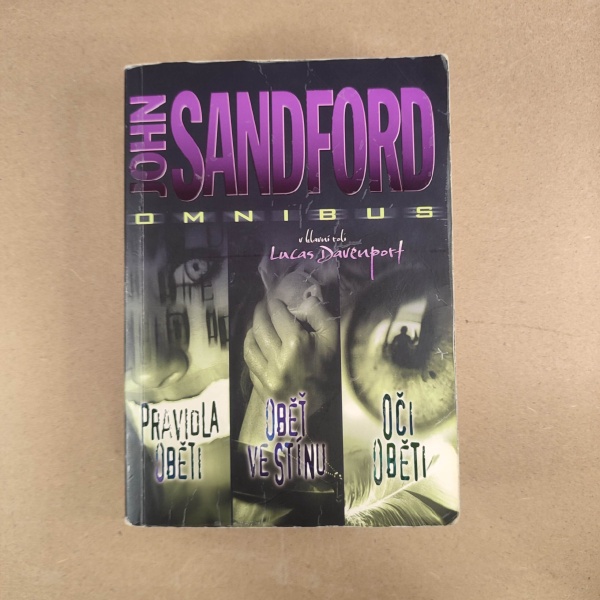 JOHN
SANDFORD
OMNIBUS
v hlavní roli
Lucas Davenport
PRAVIDLA
OBĚTI
OBĚŤ
VE STÍNU
OČI
OBĚTI